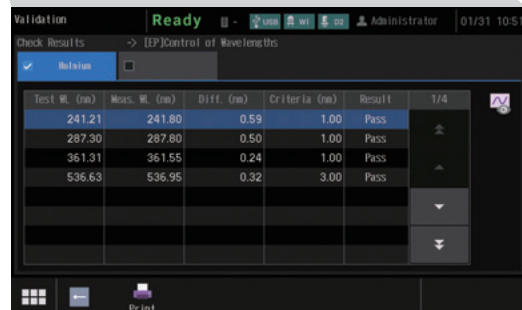 Validation Ready - USB WI D2 Administrator 01/31 10:51
Check Results -> [EP]Control of Wavelengths
Holmium
Test WL (nm) Meas. WL (nm) Diff. (nm) Criteria (nm) Result 1/4
241.21 241.80 0.59 1.00 Pass
287.30 287.80 0.50 1.00 Pass
361.31 361.55 0.24 1.00 Pass
536.63 536.95 0.32 3.00 Pass
Print